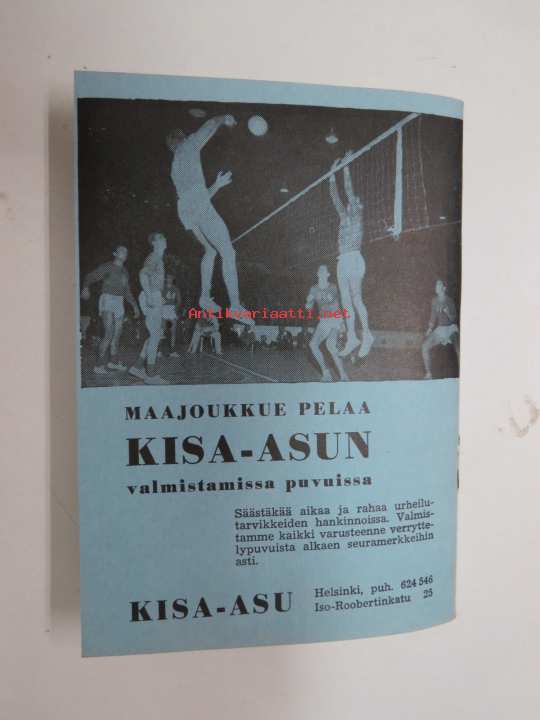 Antikvariaatti.net
MAAJOUKKUE PELAA
KISA-ASUN
valmistamissa puvuissa
Säästäkää aikaa ja rahaa urheilu-
tarvikkeiden hankinnoissa. Valmis-
tamme kaikki varusteenne verrytte-
lypuvuista alkaen seuramerkkeihin
asti.
KISA-ASU
Helsinki, puh. 624 546
Iso-Roobertinkatu 25